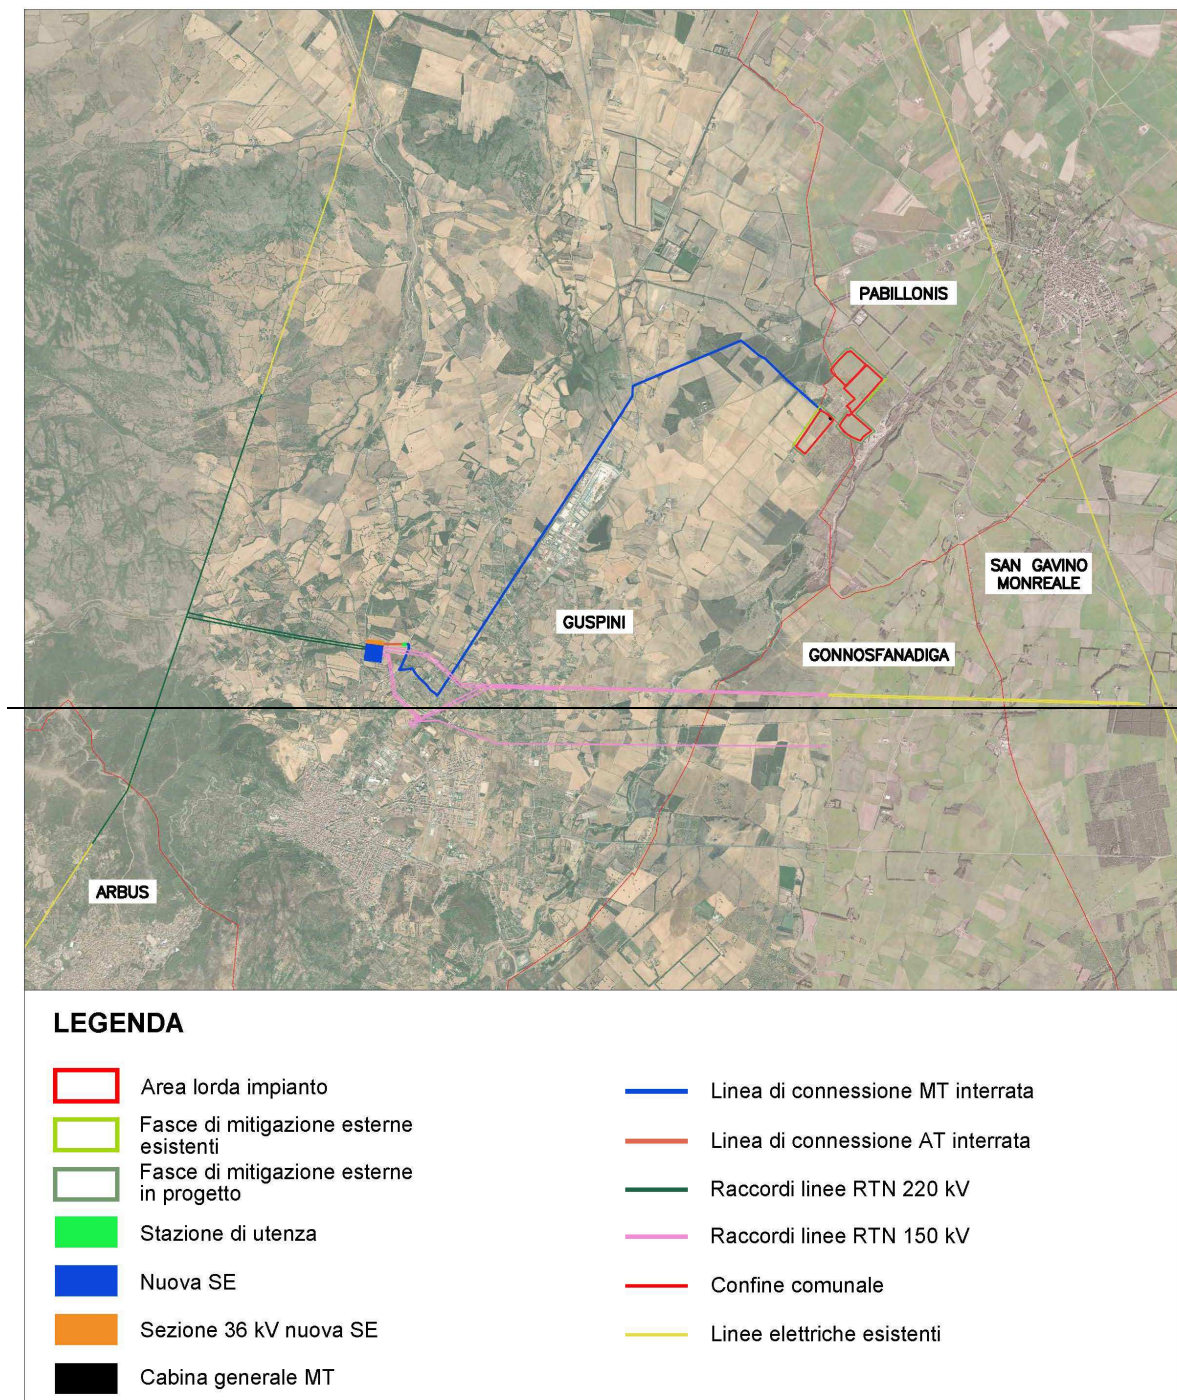 PABILLONIS
SAN GAVINO
MONREALE
GUSPINI
GONNOSFANADIGA
ARBUS
LEGENDA
Area lorda impianto
Fasce di mitigazione esterne
esistenti
Fasce di mitigazione esterne
in progetto
Stazione di utenza
Nuova SE
Sezione 36 kV nuova SE
Cabina generale MT
Linea di connessione MT interrata
Linea di connessione AT interrata
Raccordi linee RTN 220 kV
Raccordi linee RTN 150 kV
Confine comunale
Linee elettriche esistenti